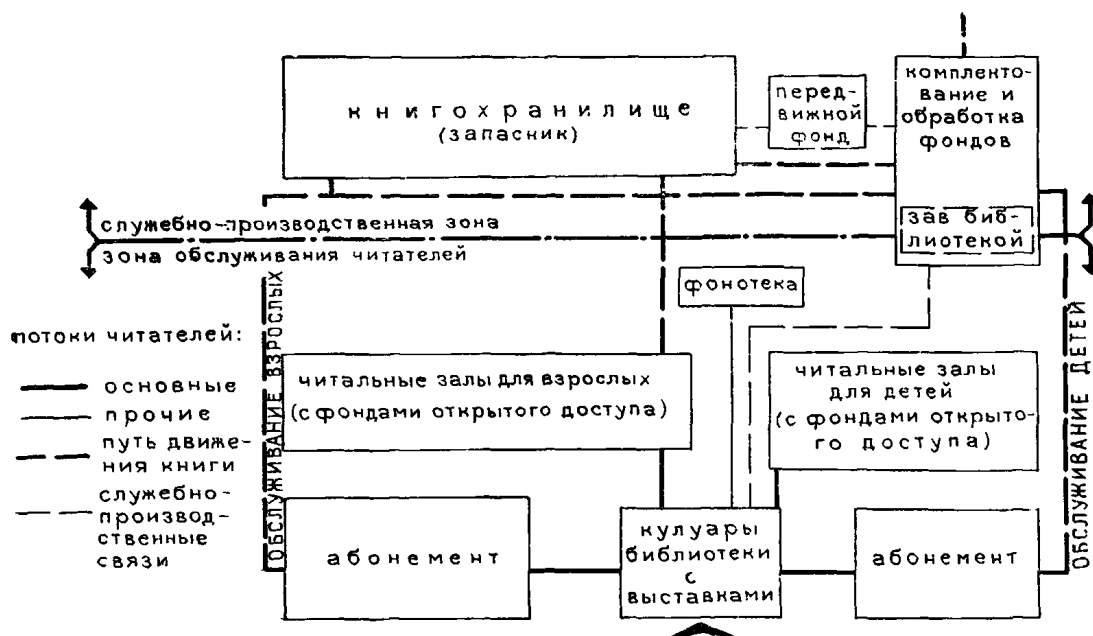 книгохранилище
(запасник)
перед-
вижной
фонд
комплекто-
вание и
обработка
фондов
служебно-производственная зона
зона обслуживания читателей
зав биб-
лиотекой
фонотека
потоки читателей:
основные
прочие
путь движе-
ния книги
служебно-
производ-
ственные
связи
ОБСЛУЖИВАНИЕ ВЗРОСЛЫХ
читальные залы для взрослых
(с фондами открытого доступа)
читальные залы
для детей
(с фондами открыто-
го доступа)
ОБСЛУЖИВАНИЕ ДЕТЕЙ
абонемент
кулуары
библиотеки
с
выставками
абонемент